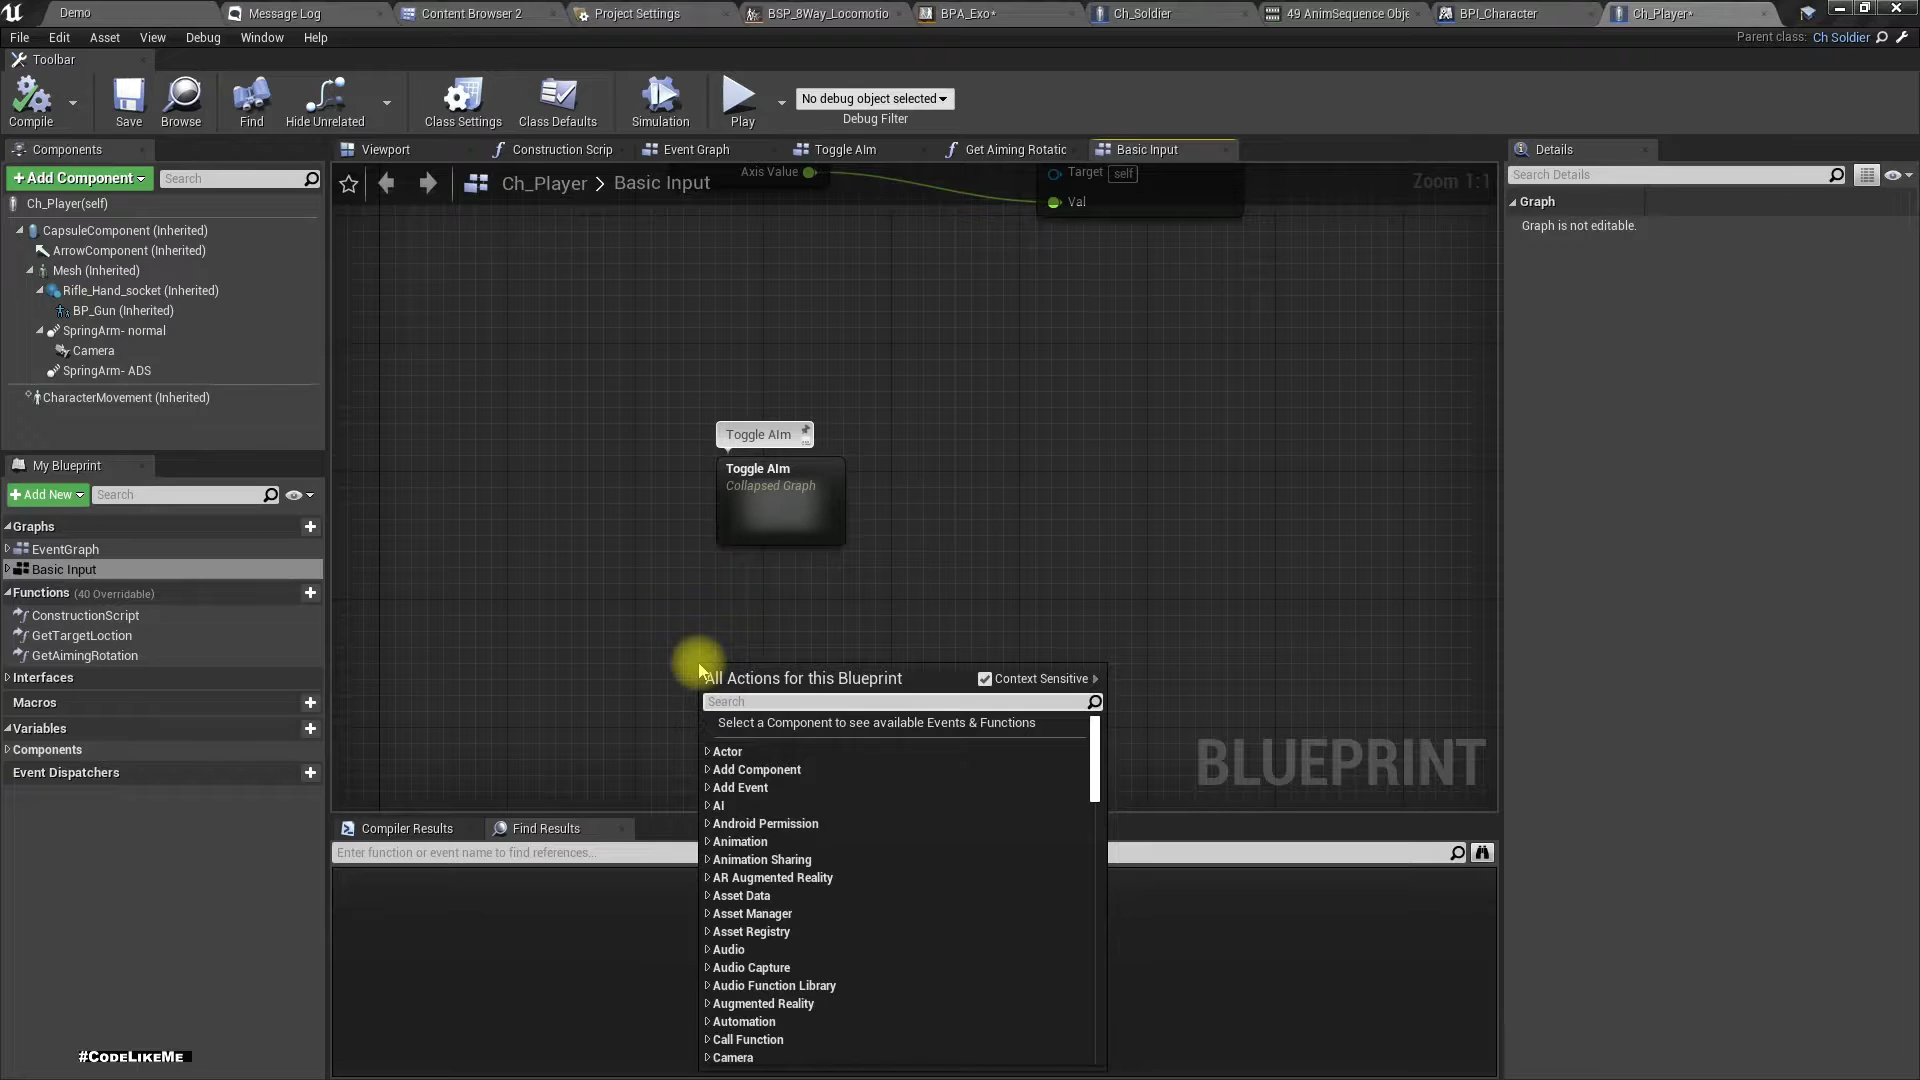 Demo
Message Log
Content Browser 2
Project Settings
BSP_8Way_Locomotio
BPA_Exo*
Ch_Soldier
49 AnimSequence Obje
BPI_Character
Ch_Player*
File
Edit
Asset
View
Debug
Window
Help
Parent class: Ch Soldier
Toolbar
Compile
Save
Browse
Find
Hide Unrelated
Class Settings
Class Defaults
Simulation
Play
No debug object selected
Debug Filter
Components
+Add Component
Search
Ch_Player(self)
CapsuleComponent (Inherited)
ArrowComponent (Inherited)
Mesh (Inherited)
Rifle_Hand_socket (Inherited)
BP_Gun (Inherited)
SpringArm- normal
Camera
SpringArm- ADS
CharacterMovement (Inherited)
My Blueprint
+Add New
Search
Graphs
EventGraph
Basic Input
Functions (40 Overridable)
ConstructionScript
GetTargetLoction
GetAimingRotation
Interfaces
Macros
Variables
Components
Event Dispatchers
#CodeLikeMe
Viewport
Construction Scrip
Event Graph
Toggle AIm
Get Aiming Rotatic
Basic Input
Ch_Player > Basic Input
Zoom 1:1
Axis Value
Target self
Val
Toggle AIm
Toggle AIm
Collapsed Graph
BLUEPRINT
All Actions for this Blueprint
Context Sensitive
Search
Select a Component to see available Events & Functions
Actor
Add Component
Add Event
AI
Android Permission
Animation
Animation Sharing
AR Augmented Reality
Asset Data
Asset Manager
Asset Registry
Audio
Audio Capture
Audio Function Library
Augmented Reality
Automation
Call Function
Camera
Compiler Results
Find Results
Enter function or event name to find references...
Details
Search Details
Graph
Graph is not editable.